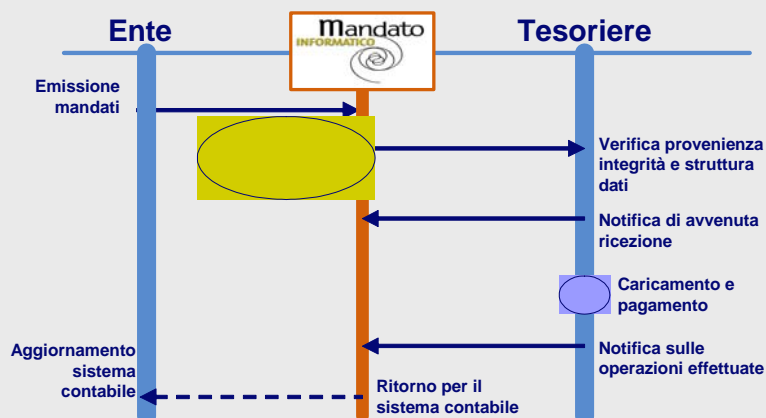 Ente
Mandato
INFORMATICO
Tesoriere
Emissione
mandati
Verifica provenienza
integrità e struttura
dati
Notifica di avvenuta
ricezione
Caricamento e
pagamento
Aggiornamento
sistema
contabile
Notifica sulle
operazioni effettuate
Ritorno per il
sistema contabile